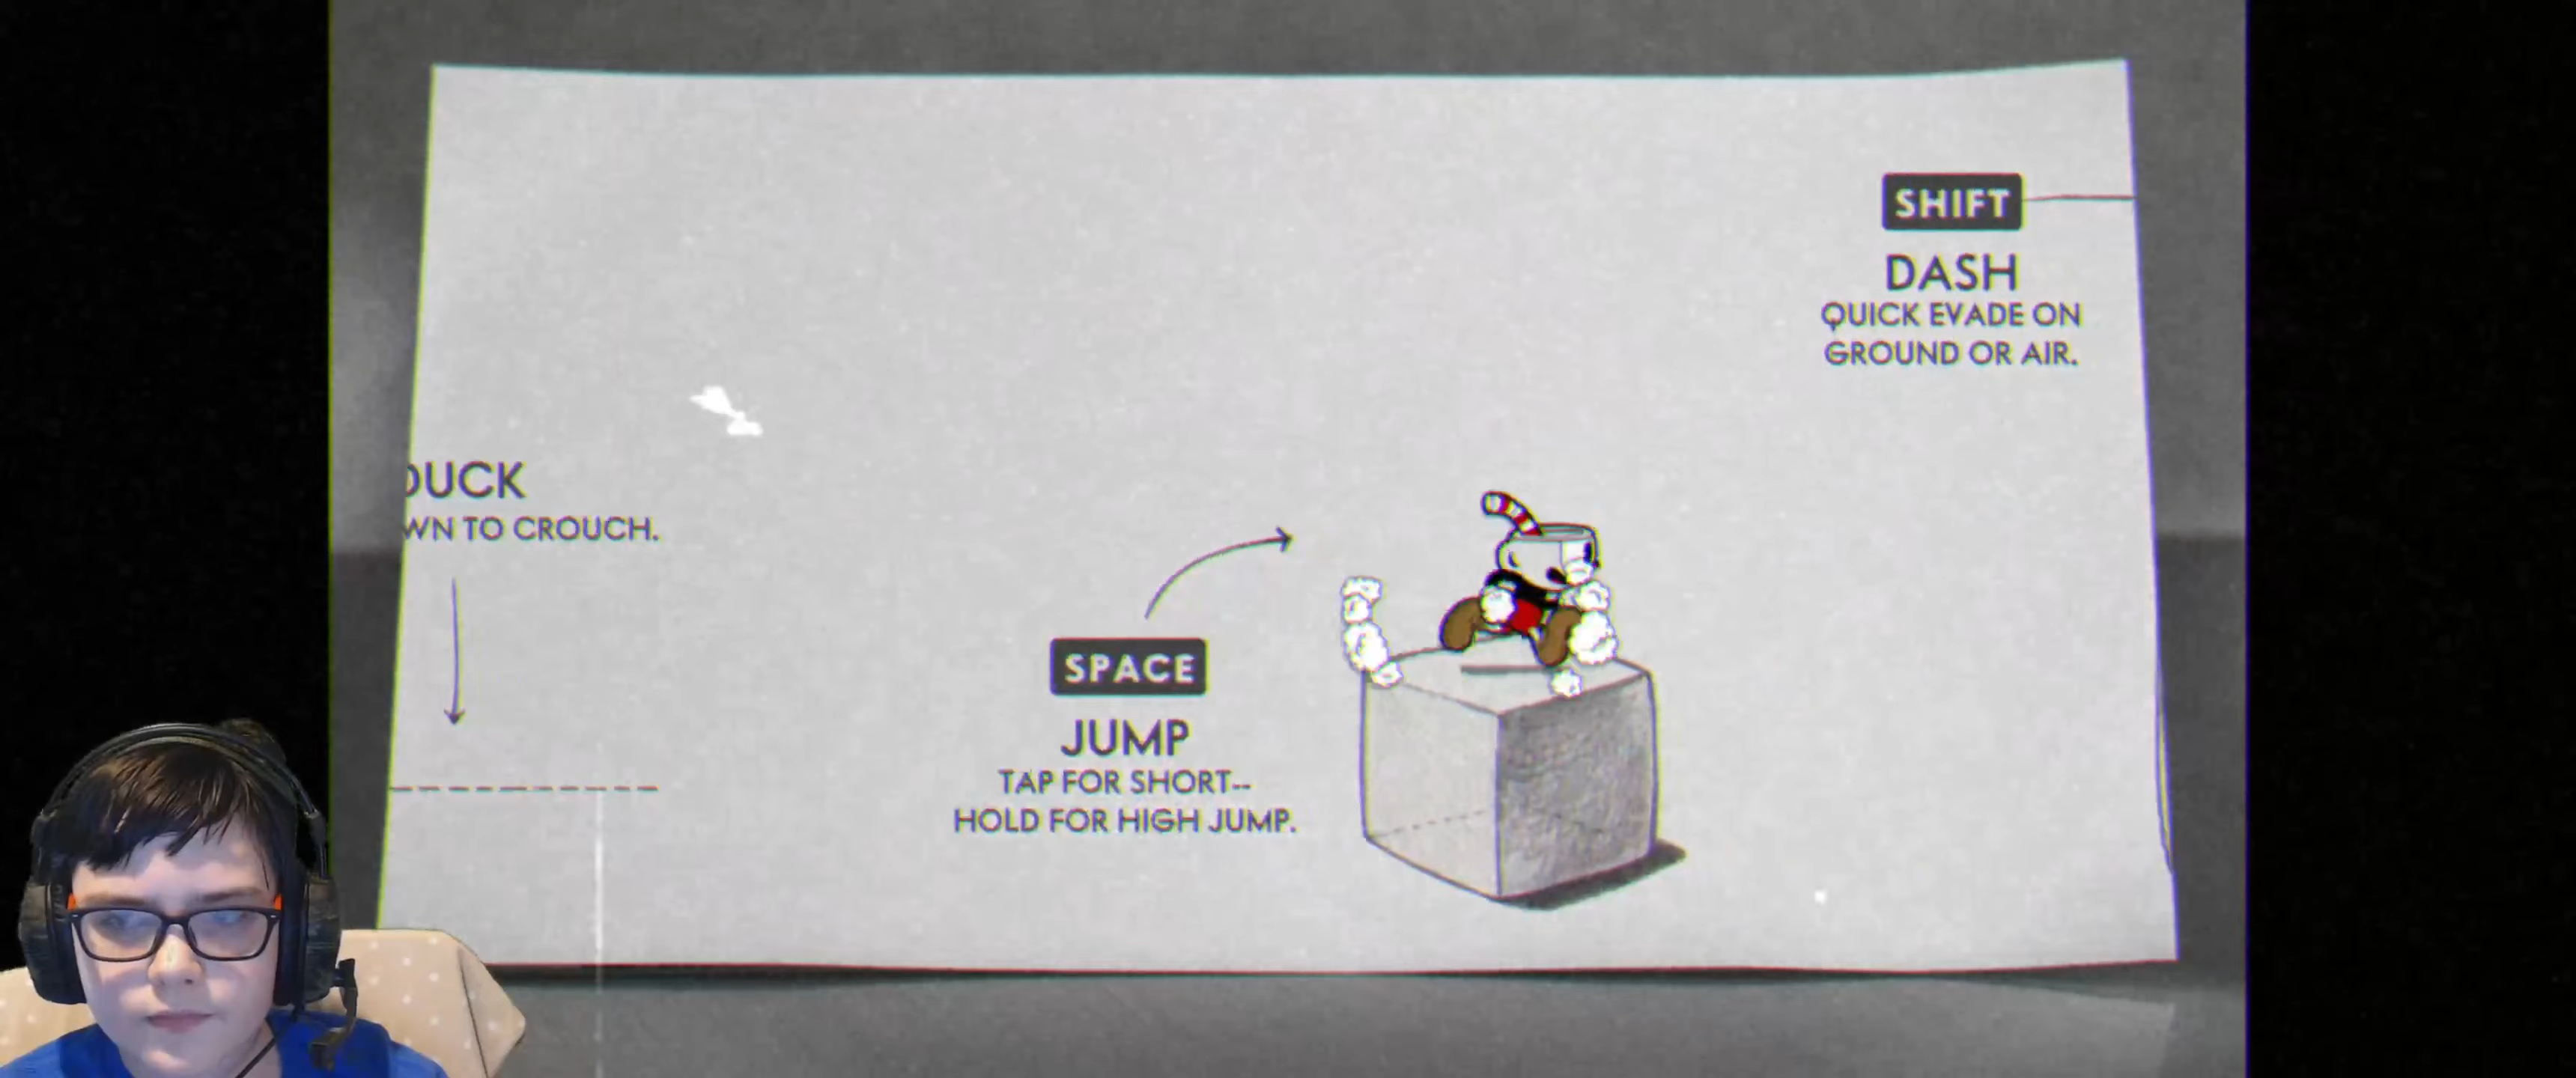 SHIFT
DASH
QUICK EVADE ON
GROUND OR AIR.
DUCK
WN TO CROUCH.
SPACE
JUMP
TAP FOR SHORT--
HOLD FOR HIGH JUMP.